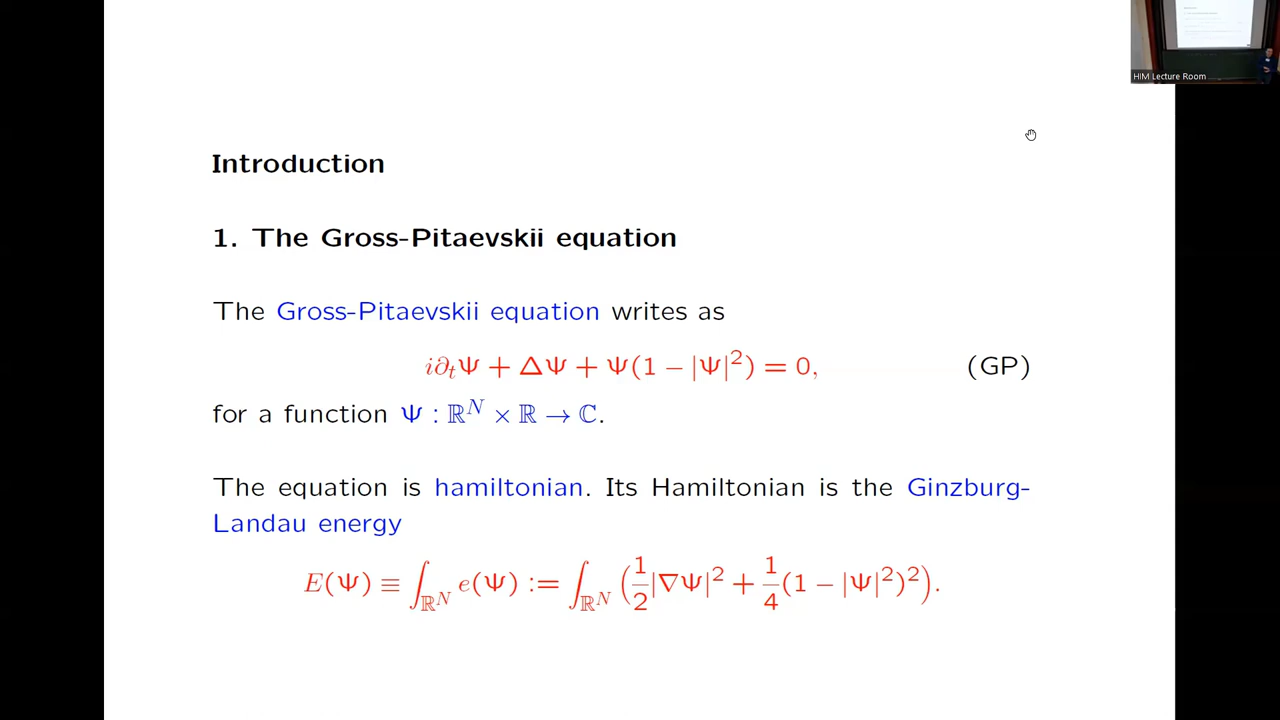 HIM Lecture Room
Introduction
1. The Gross-Pitaevskii equation
The Gross-Pitaevskii equation writes as
i∂ₜΨ + ΔΨ + Ψ(1 − |Ψ|²) = 0, (GP)
for a function Ψ : ℝᴺ × ℝ → ℂ.
The equation is hamiltonian. Its Hamiltonian is the Ginzburg-
Landau energy
E(Ψ) ≡ ∫_{ℝᴺ} e(Ψ) := ∫_{ℝᴺ} (1/2|∇Ψ|² + 1/4(1 − |Ψ|²)²).